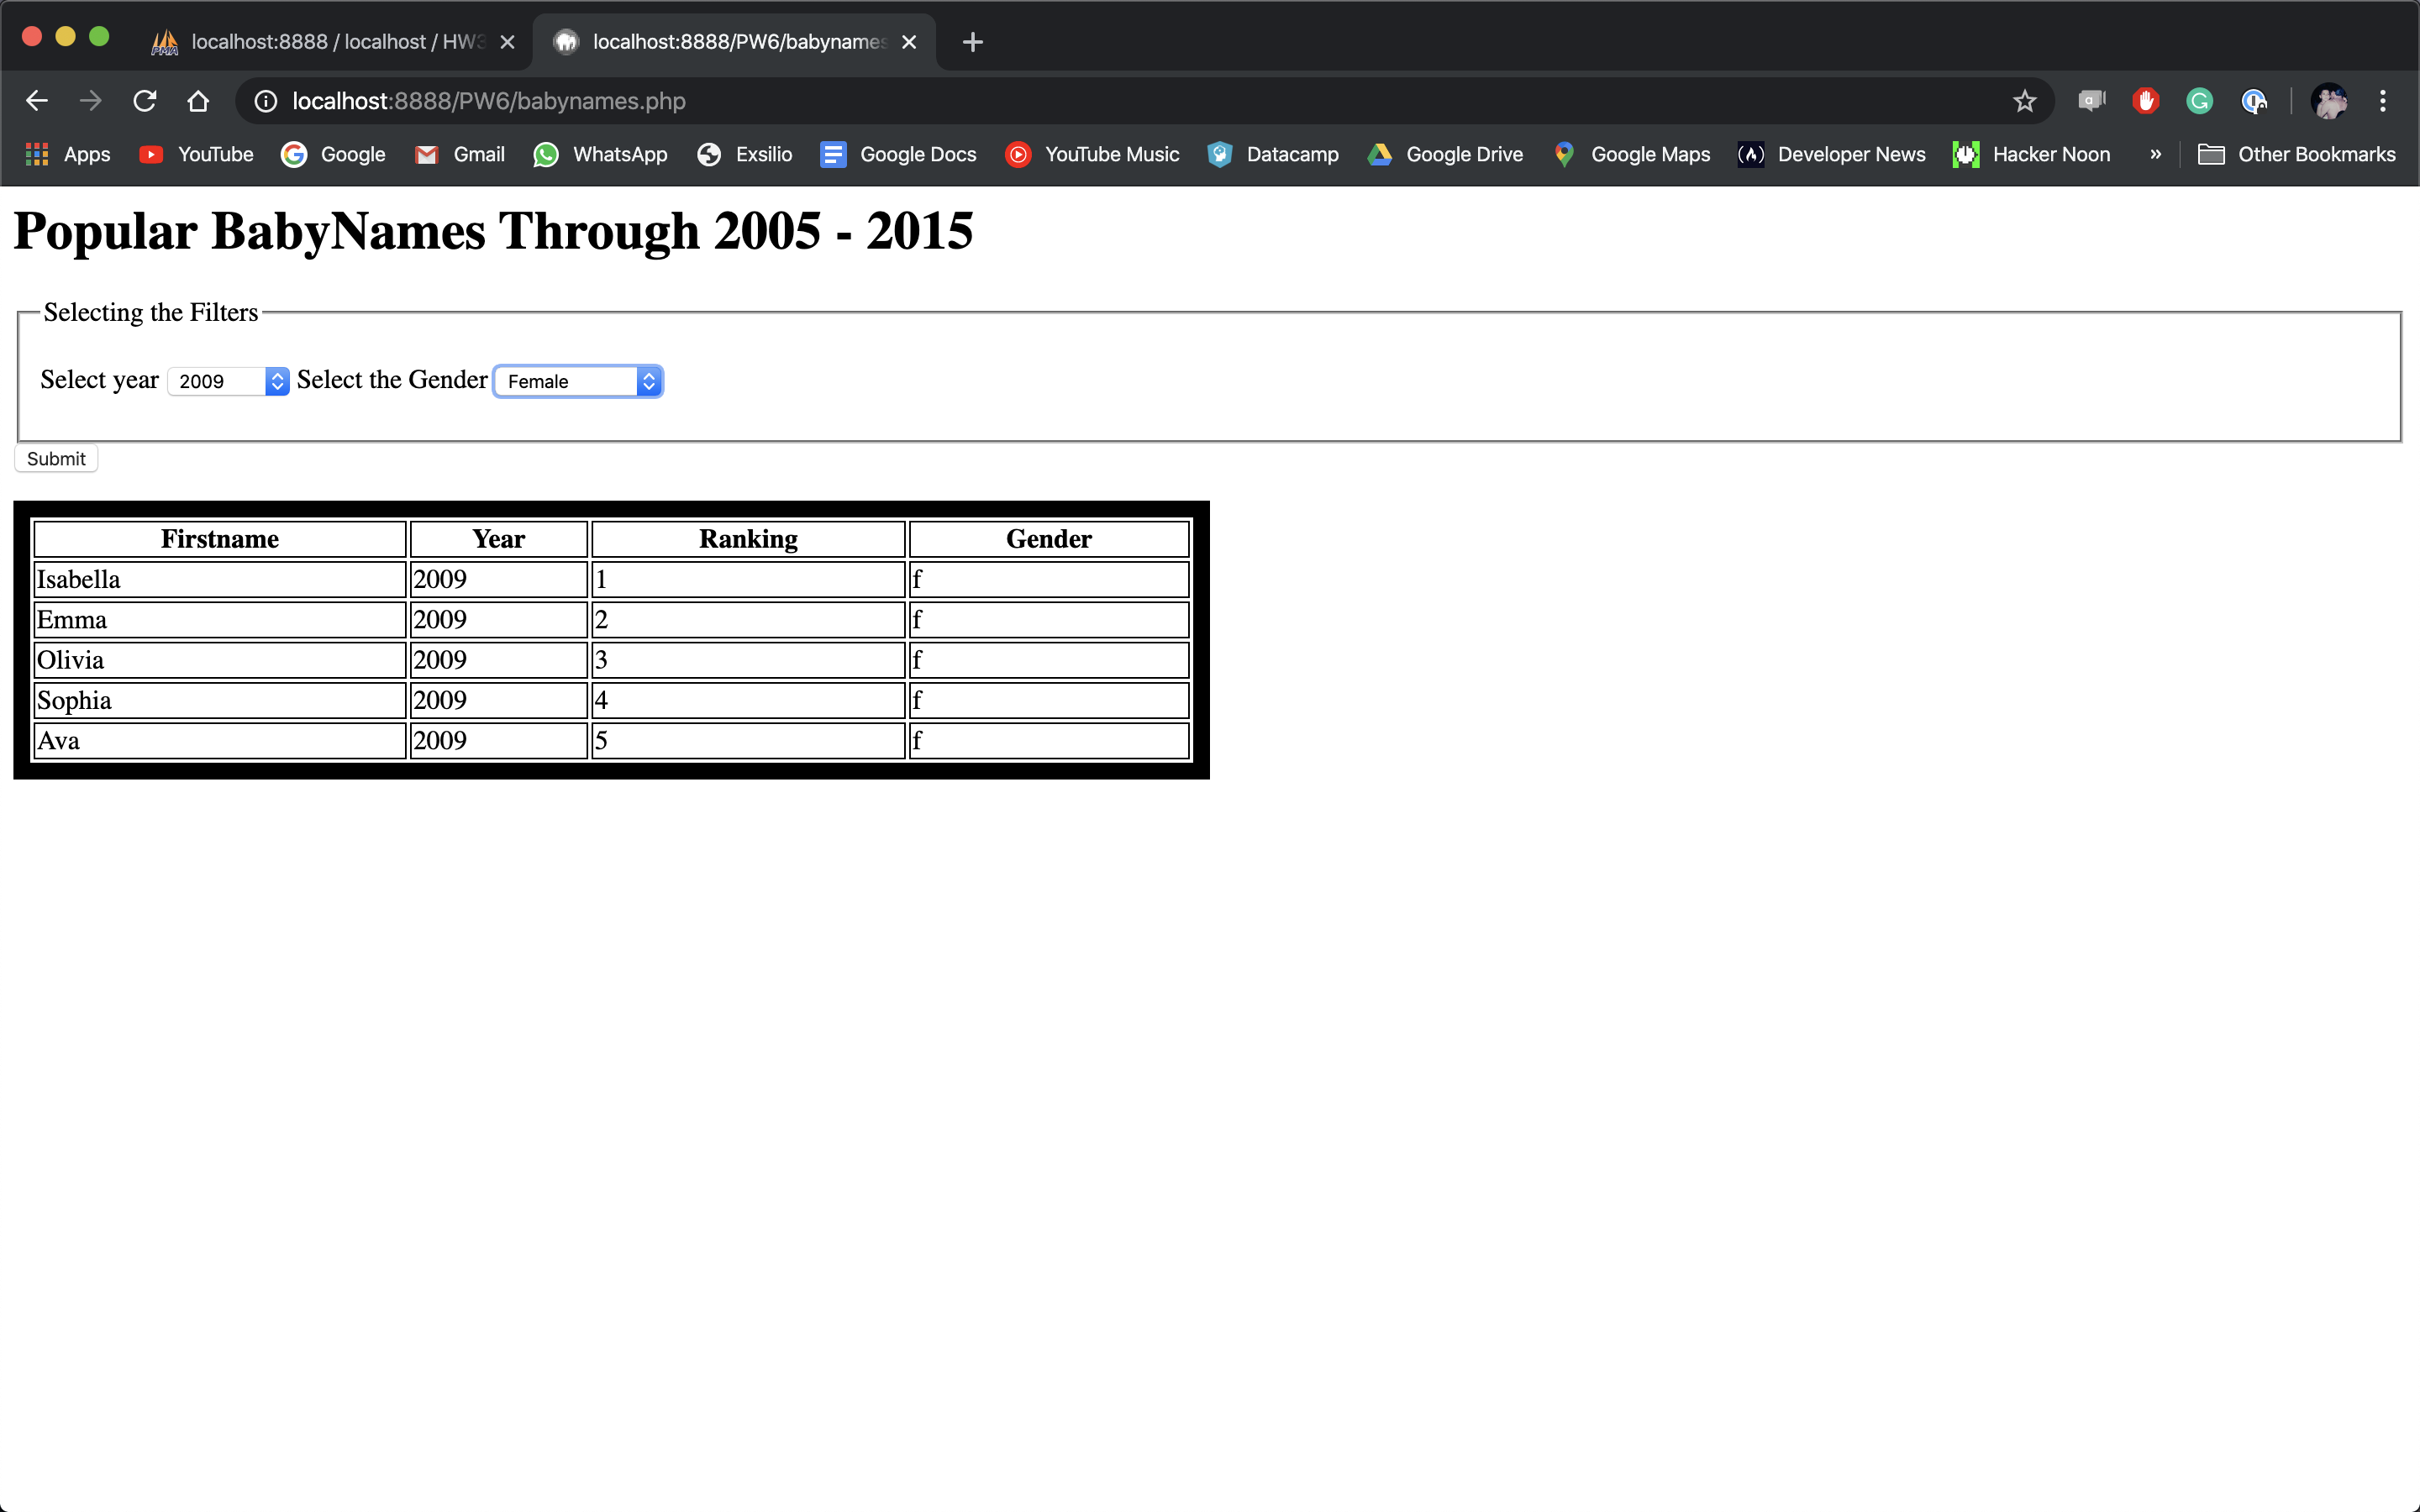 localhost:8888 / localhost / HW3
localhost:8888/PW6/babynames
localhost:8888/PW6/babynames.php
Apps YouTube Google Gmail WhatsApp Exsilio Google Docs YouTube Music Datacamp Google Drive Google Maps Developer News Hacker Noon » Other Bookmarks
Popular BabyNames Through 2005 - 2015
Selecting the Filters
Select year 2009 Select the Gender Female
Submit
Firstname Year Ranking Gender
Isabella 2009 1 f
Emma 2009 2 f
Olivia 2009 3 f
Sophia 2009 4 f
Ava 2009 5 f